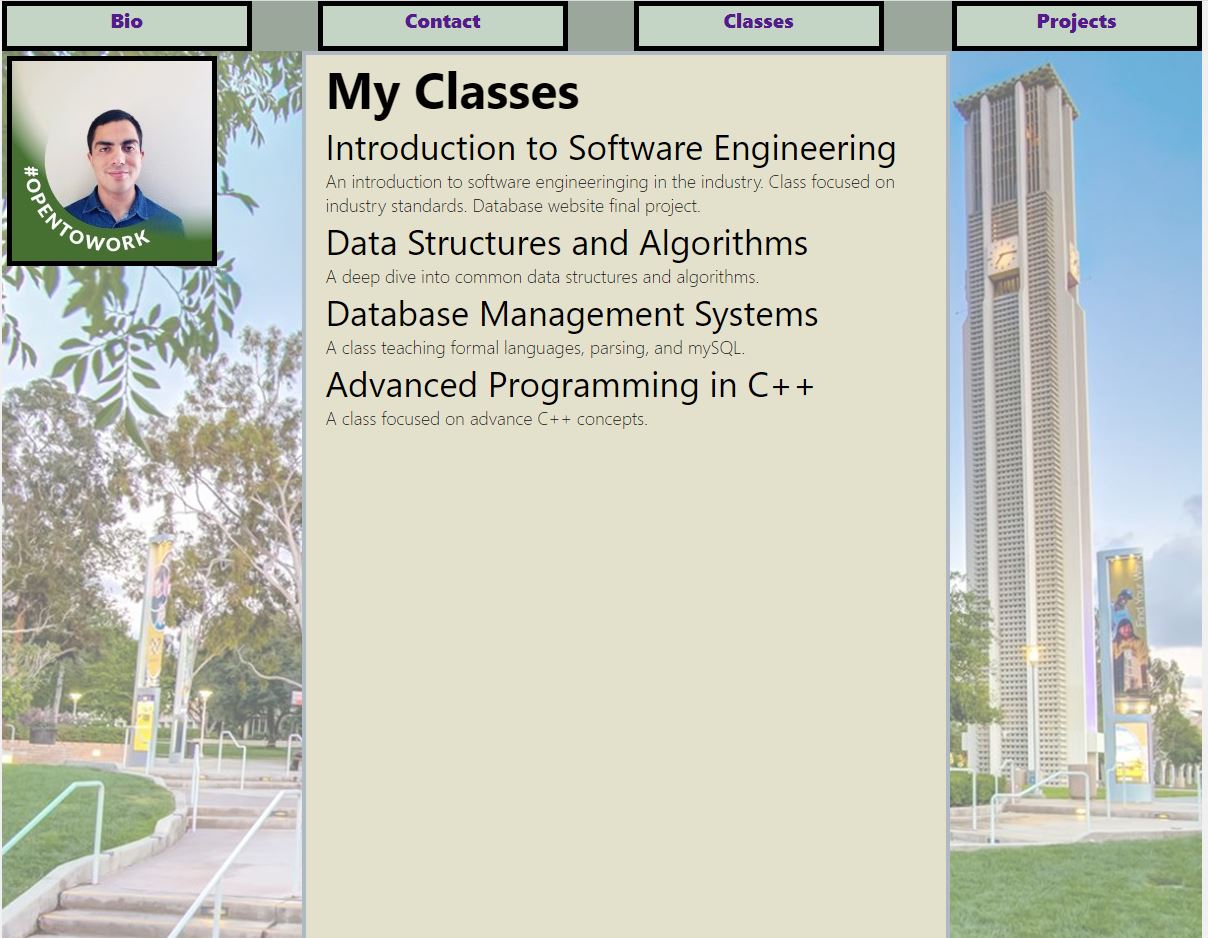 Bio
Contact
Classes
Projects
#OPENTOWORK
My Classes
Introduction to Software Engineering
An introduction to software engineeringing in the industry. Class focused on
industry standards. Database website final project.
Data Structures and Algorithms
A deep dive into common data structures and algorithms.
Database Management Systems
A class teaching formal languages, parsing, and mySQL.
Advanced Programming in C++
A class focused on advance C++ concepts.